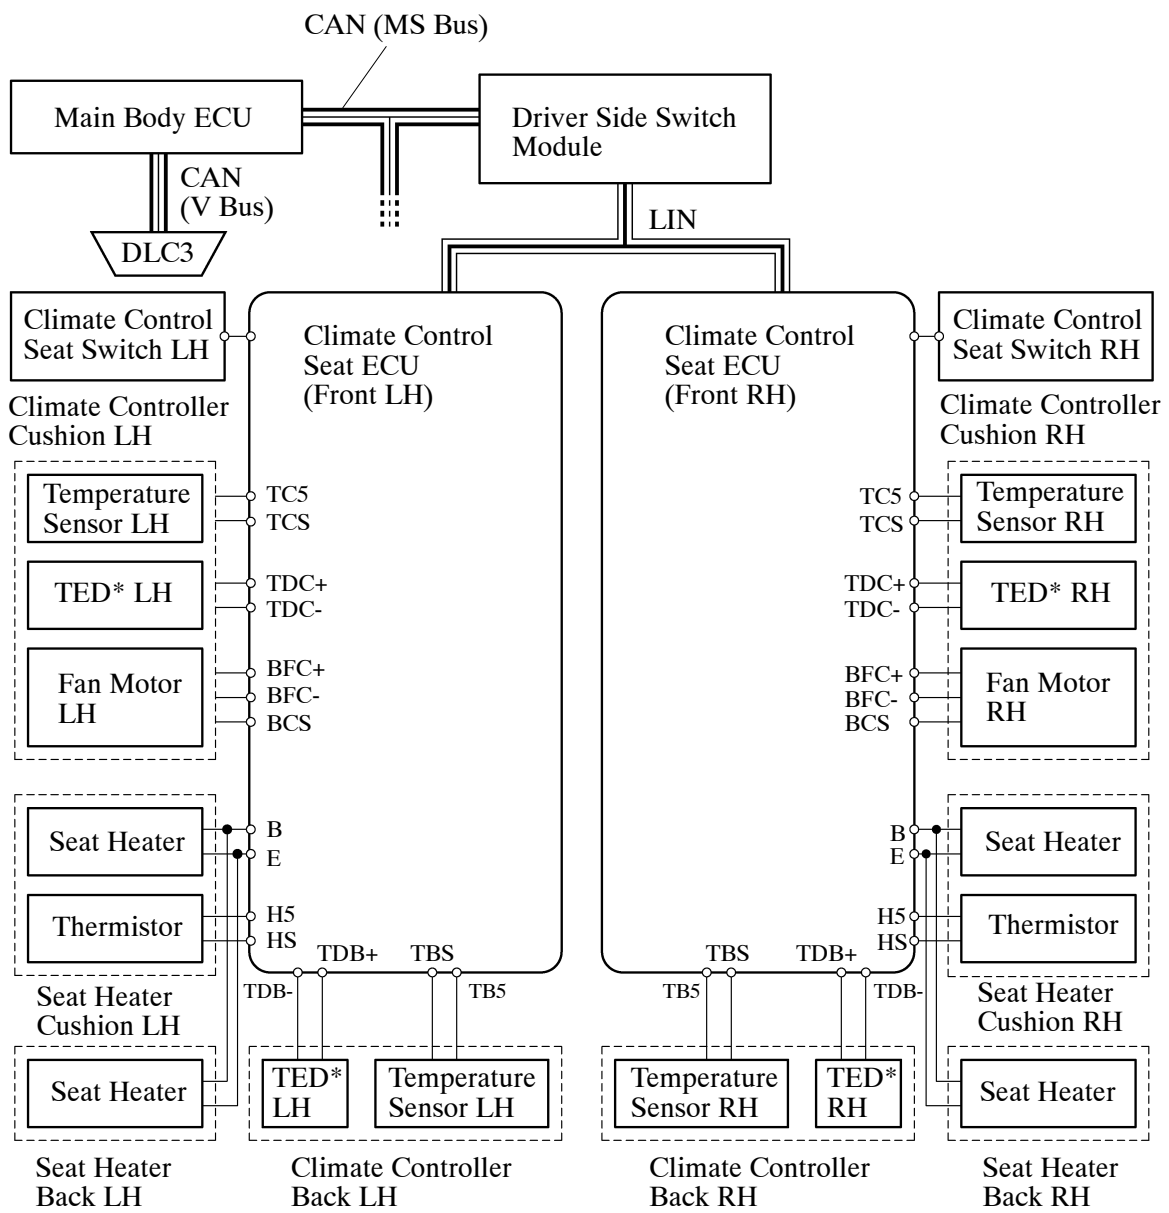 CAN (MS Bus)
Main Body ECU
Driver Side Switch
Module
CAN
(V Bus)
LIN
DLC3
Climate Control
Seat Switch LH
Climate Control
Seat ECU
(Front LH)
Climate Control
Seat ECU
(Front RH)
Climate Control
Seat Switch RH
Climate Controller
Cushion LH
Climate Controller
Cushion RH
Temperature
Sensor LH
TC5
TCS
TC5
TCS
Temperature
Sensor RH
TED* LH
TDC+
TDC-
TDC+
TDC-
TED* RH
Fan Motor
LH
BFC+
BFC-
BCS
BFC+
BFC-
BCS
Fan Motor
RH
Seat Heater
B
E
B
E
Seat Heater
Thermistor
H5
HS
H5
HS
Thermistor
TDB+
TBS
TBS
TDB+
TDB-
TB5
TB5
TDB-
Seat Heater
Cushion LH
Seat Heater
Cushion RH
Seat Heater
TED*
LH
Temperature
Sensor LH
Temperature
Sensor RH
TED*
RH
Seat Heater
Seat Heater
Back LH
Climate Controller
Back LH
Climate Controller
Back RH
Seat Heater
Back RH